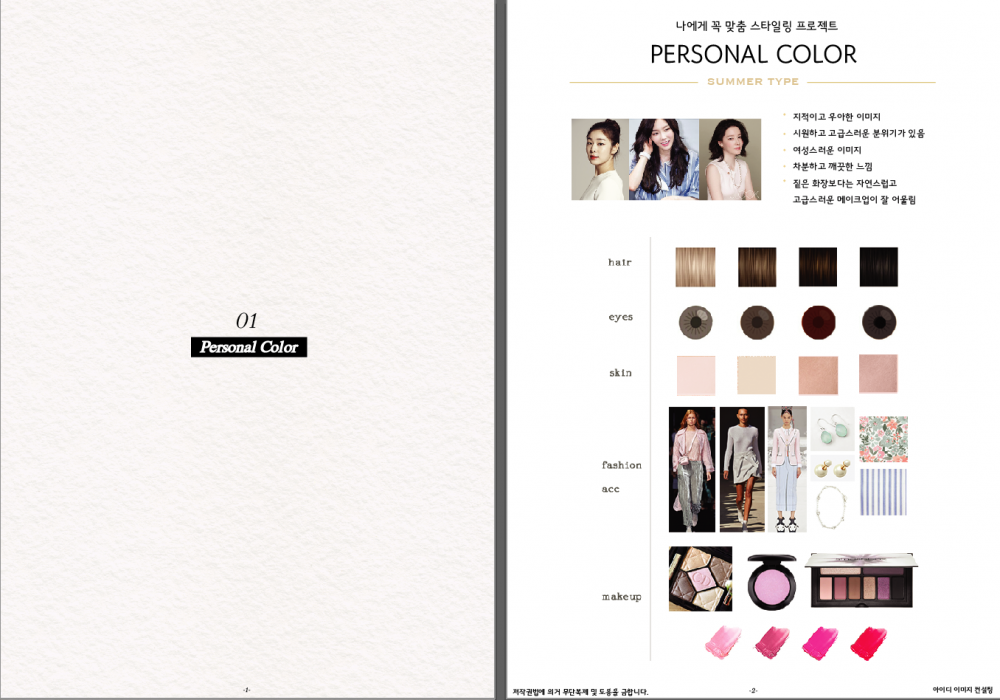 01
Personal Color
-1-
나에게 꼭 맞춤 스타일링 프로젝트
PERSONAL COLOR
SUMMER TYPE
지적이고 우아한 이미지
시원하고 고급스러운 분위기가 있음
여성스러운 이미지
차분하고 깨끗한 느낌
짙은 화장보다는 자연스럽고
고급스러운 메이크업이 잘 어울림
hair
eyes
skin
fashion
acc
makeup
저작권법에 의거 무단복제 및 도용을 금합니다.
-2-
아이디 이미지 컨설팅